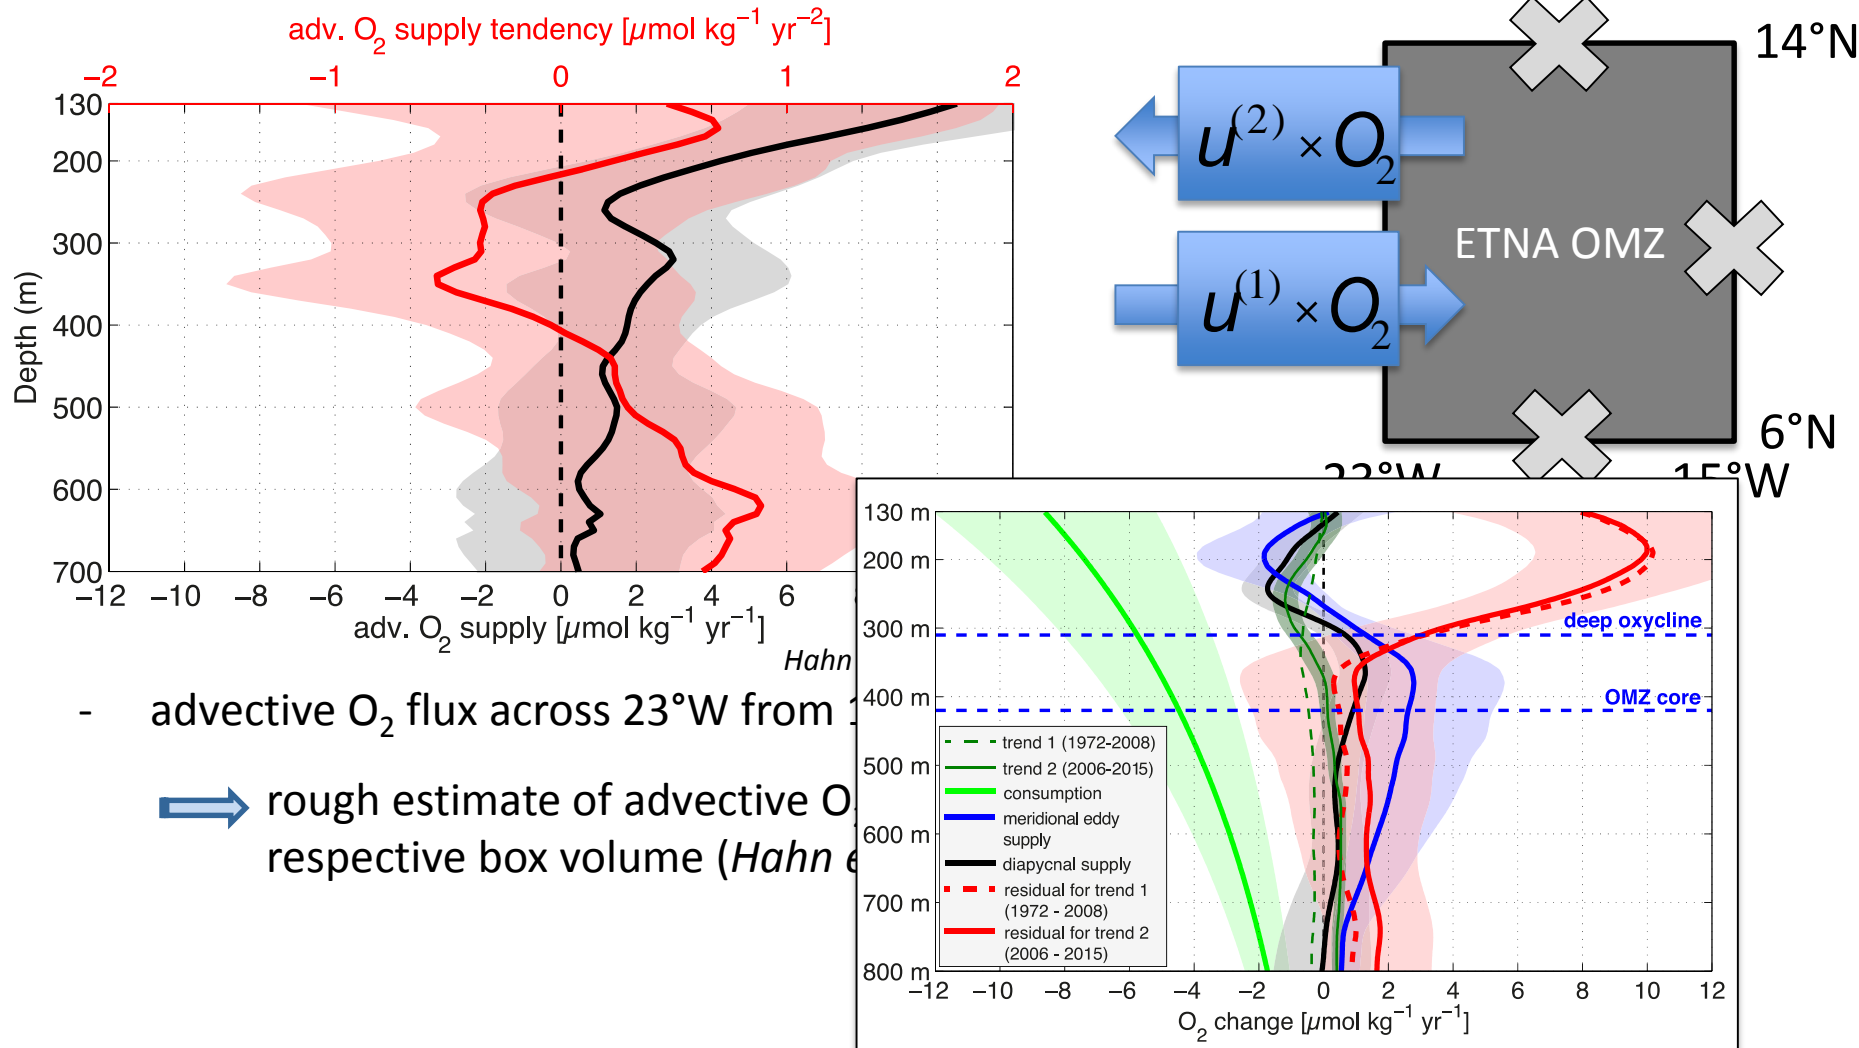 adv. O2 supply tendency [µmol kg−1 yr−2]
−2 −1 0 1 2
130
200
300
400
500
600
700
Depth (m)
−12 −10 −8 −6 −4 −2 0 2 4 6
adv. O2 supply [µmol kg−1 yr−1]
Hahn
14°N
u(2) × O2
ETNA OMZ
u(1) × O2
6°N
23°W 15°W
- advective O2 flux across 23°W from
rough estimate of advective O
respective box volume (Hahn
130 m
200 m
300 m
400 m
500 m
600 m
700 m
800 m
deep oxycline
OMZ core
trend 1 (1972-2008)
trend 2 (2006-2015)
consumption
meridional eddy
supply
diapycnal supply
residual for trend 1
(1972 - 2008)
residual for trend 2
(2006 - 2015)
−12 −10 −8 −6 −4 −2 0 2 4 6 8 10 12
O2 change [µmol kg−1 yr−1]